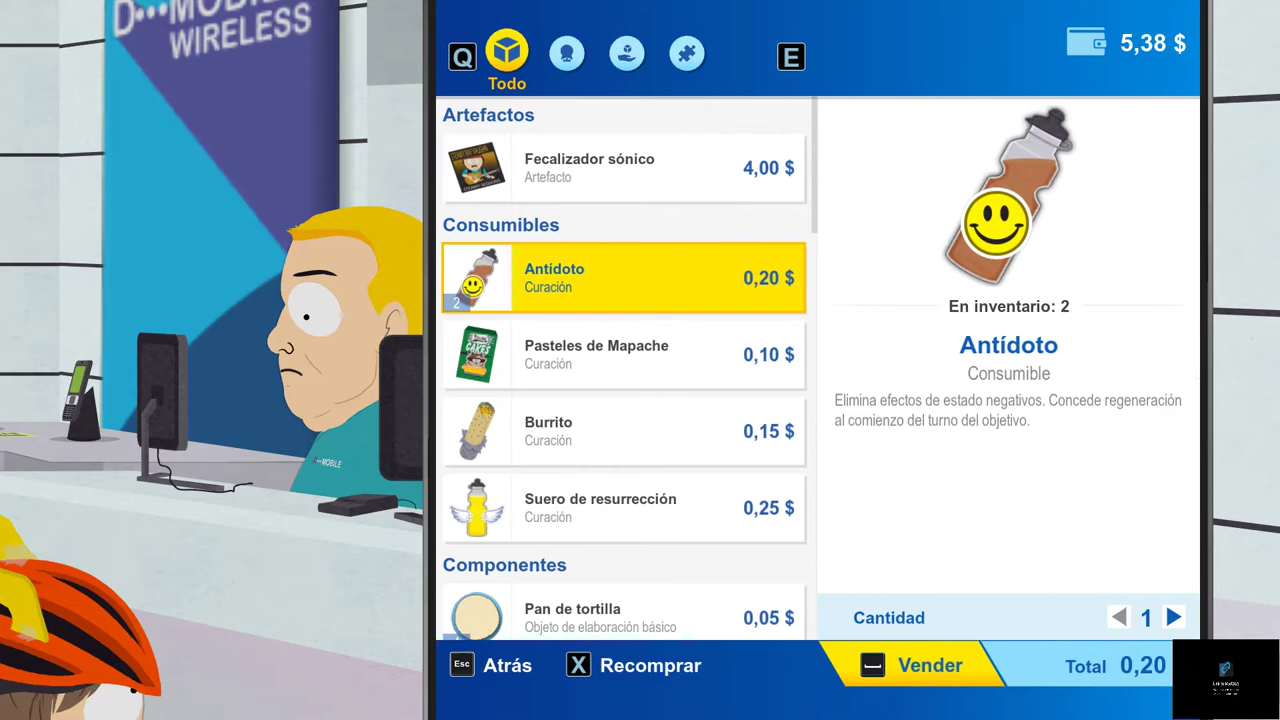 D···MOBILE
WIRELESS
Q
E
Todo
5,38 $
Artefactos
Fecalizador sónico
Artefacto
4,00 $
Consumibles
2
Antídoto
Curación
0,20 $
CAKES
Pasteles de Mapache
Curación
0,10 $
Burrito
Curación
0,15 $
Suero de resurrección
Curación
0,25 $
Componentes
Pan de tortilla
Objeto de elaboración básico
0,05 $
En inventario: 2
Antídoto
Consumible
Elimina efectos de estado negativos. Concede regeneración
al comienzo del turno del objetivo.
Cantidad
1
D···MOBILE
Esc Atrás
X Recomprar
Vender
Total 0,20